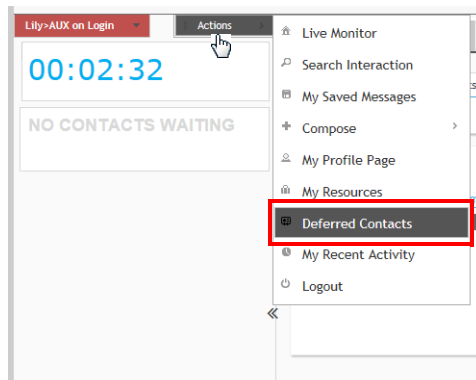 Lily>AUX on Login
Actions
00:02:32
NO CONTACTS WAITING
Live Monitor
Search Interaction
My Saved Messages
Compose
My Profile Page
My Resources
Deferred Contacts
My Recent Activity
Logout